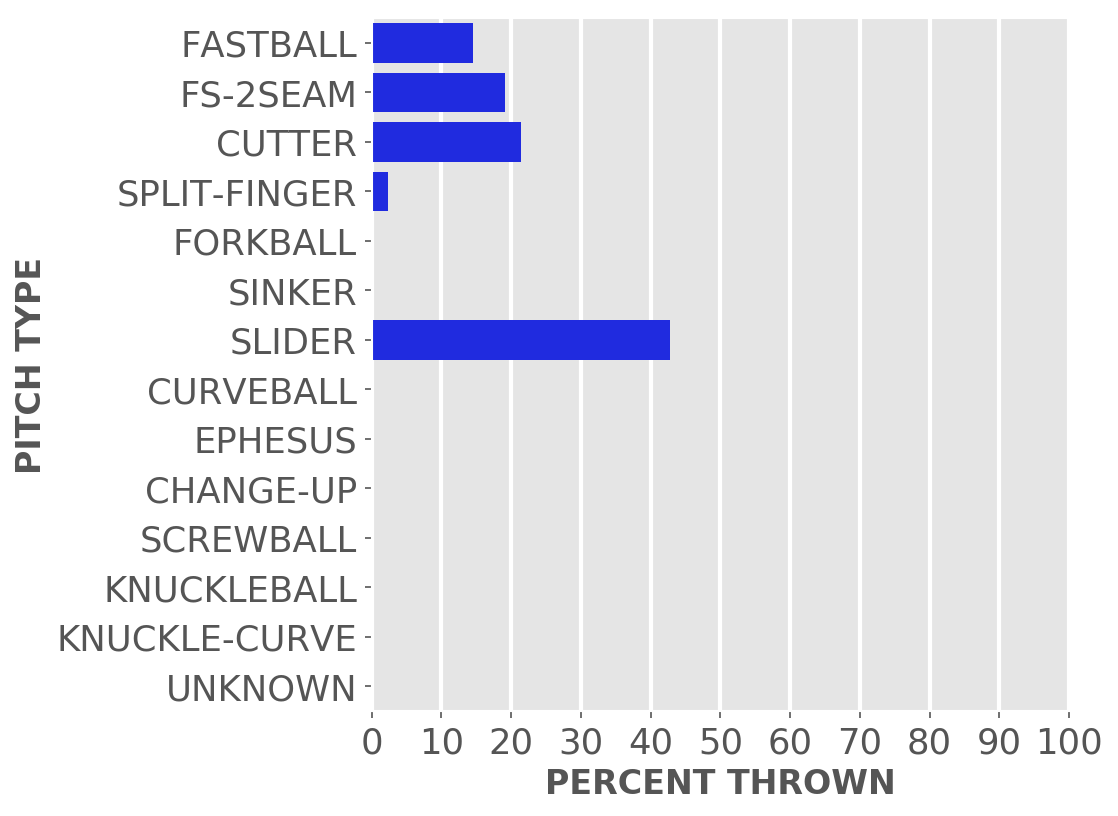 FASTBALL
FS-2SEAM
CUTTER
SPLIT-FINGER
FORKBALL
SINKER
SLIDER
CURVEBALL
EPHESUS
CHANGE-UP
SCREWBALL
KNUCKLEBALL
KNUCKLE-CURVE
UNKNOWN
PITCH TYPE
0 10 20 30 40 50 60 70 80 90 100
PERCENT THROWN